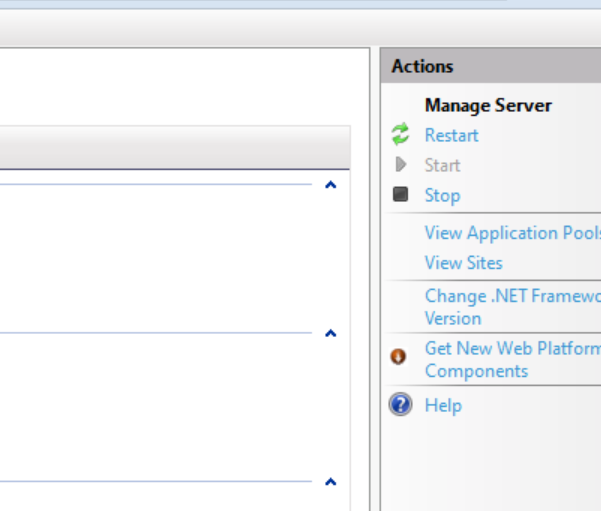 Actions
Manage Server
Restart
Start
Stop
View Application Pools
View Sites
Change .NET Framewo
Version
Get New Web Platform
Components
Help